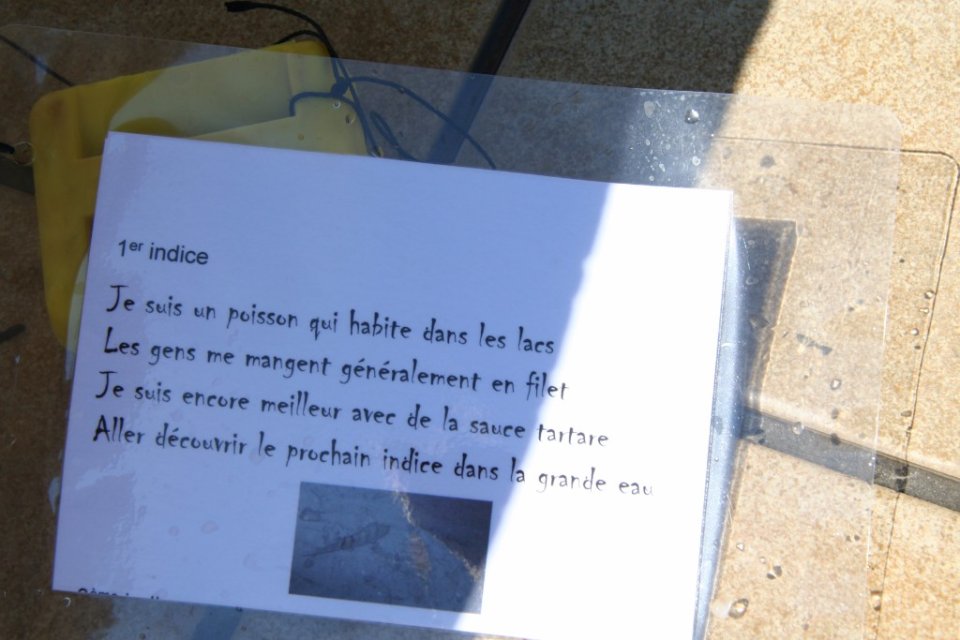 1er indice
Je suis un poisson qui habite dans les lacs
Les gens me mangent généralement en filet
Je suis encore meilleur avec de la sauce tartare
Aller découvrir le prochain indice dans la grande eau